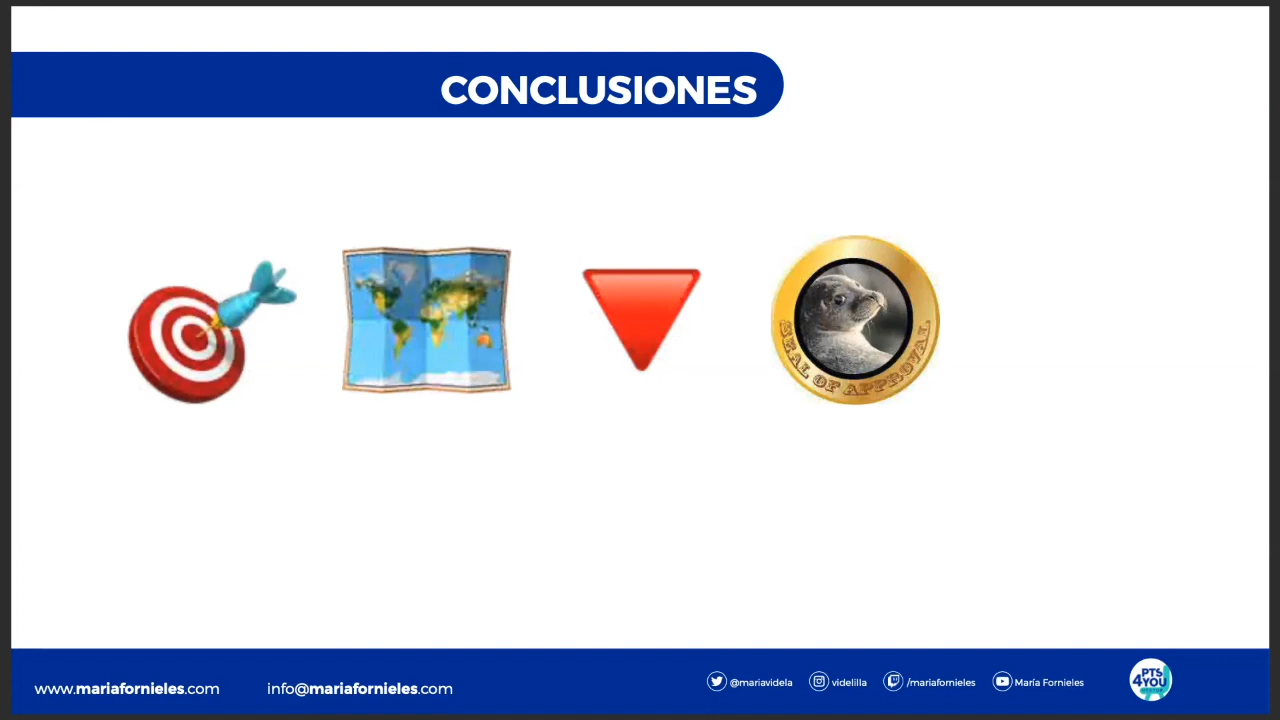 CONCLUSIONES
SEAL OF APPROVAL
www.mariafornieles.com
info@mariafornieles.com
@mariavidela
videlilla
/mariafornieles
María Fornieles
PTS
4YOU